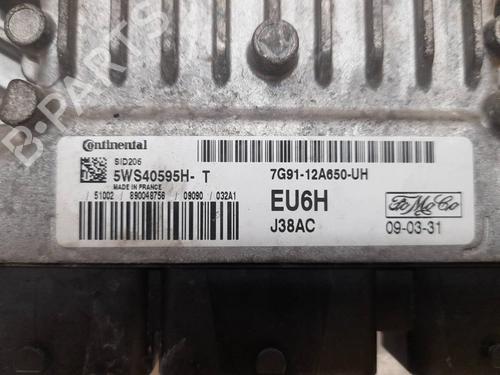 B-PARTS
Continental
SID206
5WS40595H- T
MADE IN FRANCE
/ 51002 / 890048756 / 09090 / 032A1
7G91-12A650-UH
EU6H
J38AC
FoMoCo
09-03-31